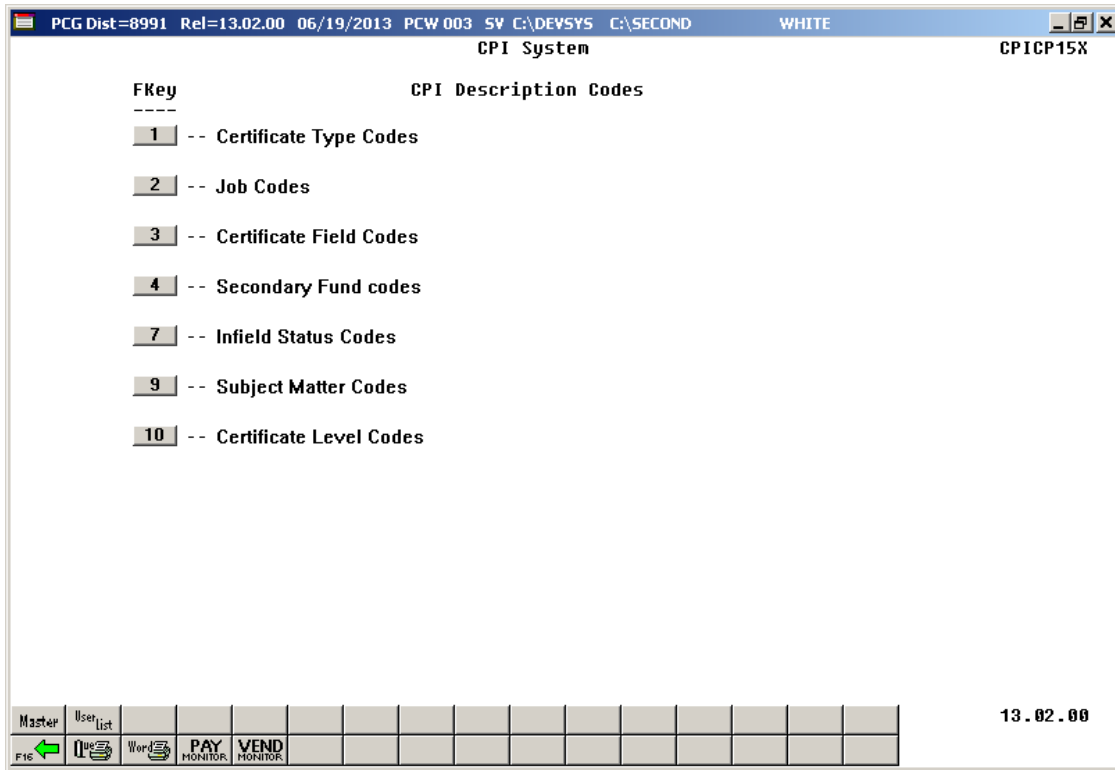 PCG Dist=8991 Rel=13.02.00 06/19/2013 PCW 003 SV C:\DEVSYS C:\SECOND WHITE
CPI System CPICP15X
FKey CPI Description Codes
----
1 -- Certificate Type Codes
2 -- Job Codes
3 -- Certificate Field Codes
4 -- Secondary Fund codes
7 -- Infield Status Codes
9 -- Subject Matter Codes
10 -- Certificate Level Codes
Master User List 13.02.00
F16 Que Word PAY MONITOR VEND MONITOR